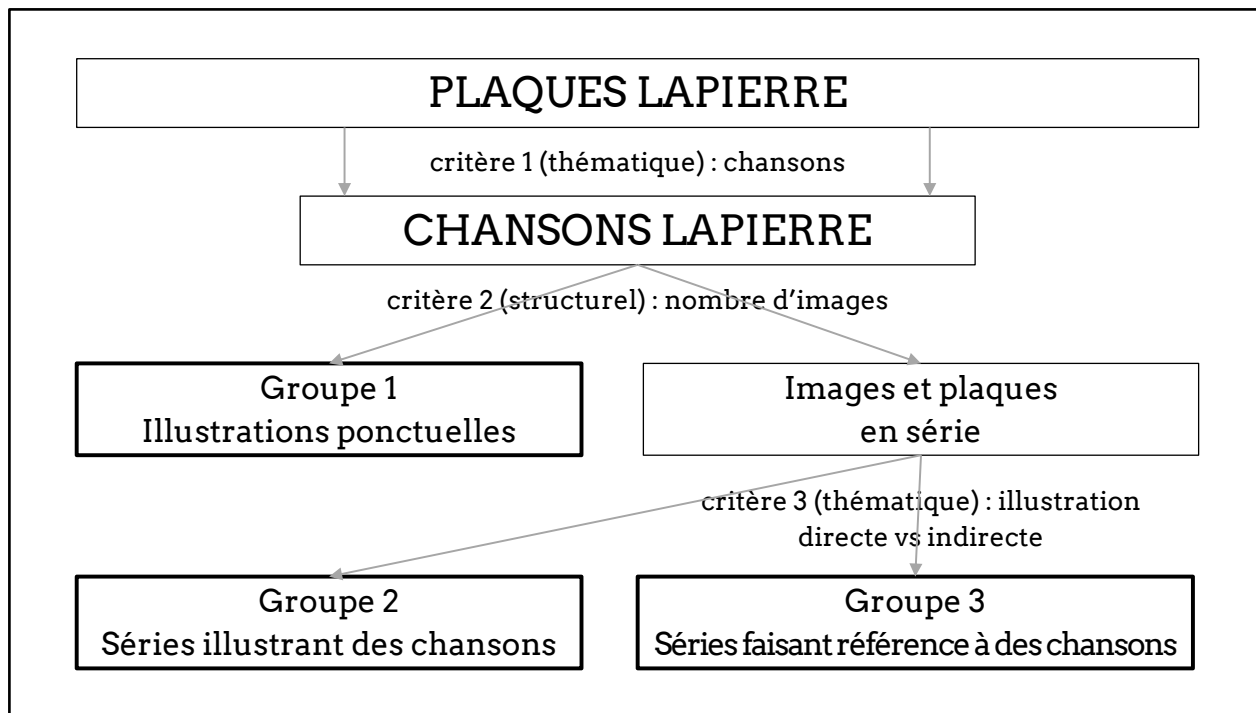 PLAQUES LAPIERRE
critère 1 (thématique) : chansons
CHANSONS LAPIERRE
critère 2 (structurel) : nombre d’images
Groupe 1
Illustrations ponctuelles
Images et plaques
en série
critère 3 (thématique) : illustration
directe vs indirecte
Groupe 2
Séries illustrant des chansons
Groupe 3
Séries faisant référence à des chansons